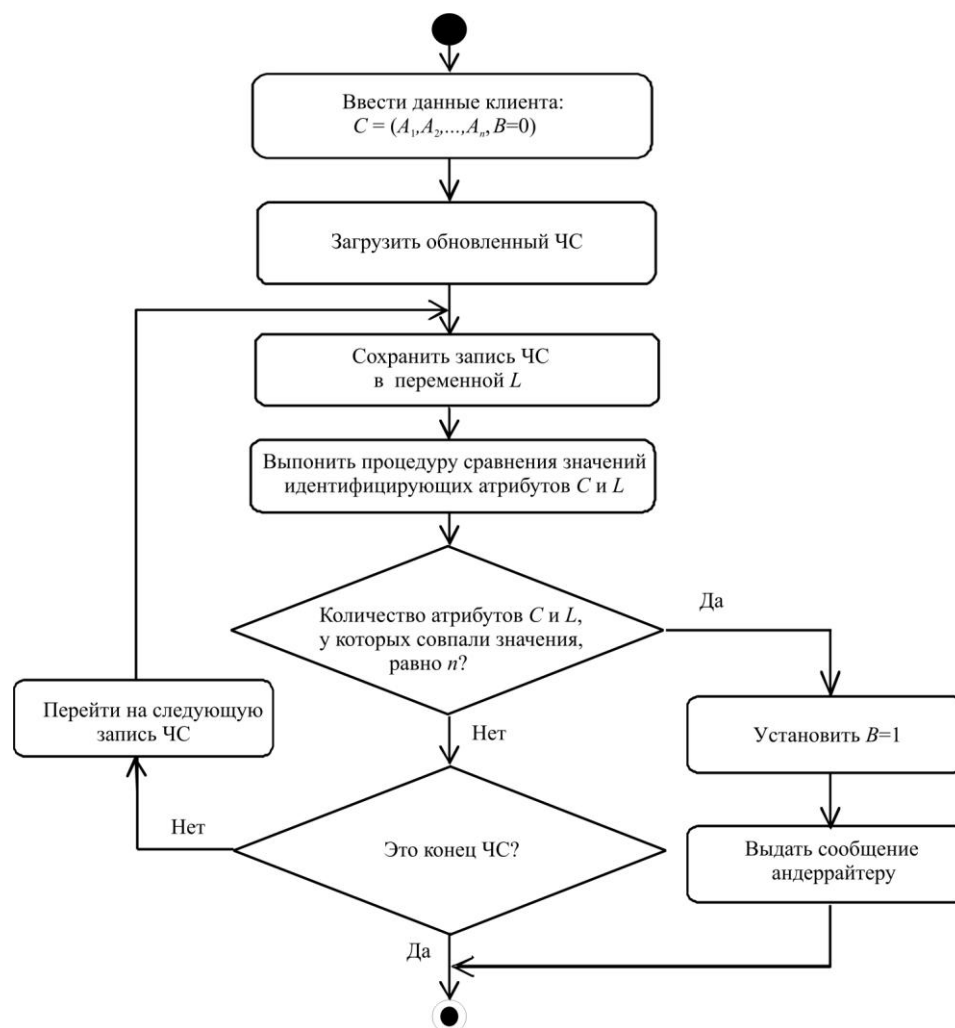 Ввести данные клиента:
C = (A₁,A₂,...,Aₙ, B=0)
Загрузить обновленный ЧС
Сохранить запись ЧС
в переменной L
Выпонить процедуру сравнения значений
идентифицирующих атрибутов C и L
Количество атрибутов C и L,
у которых совпали значения,
равно n?
Да
Перейти на следующую
запись ЧС
Нет
Установить B=1
Нет
Это конец ЧС?
Выдать сообщение
андеррайтеру
Да